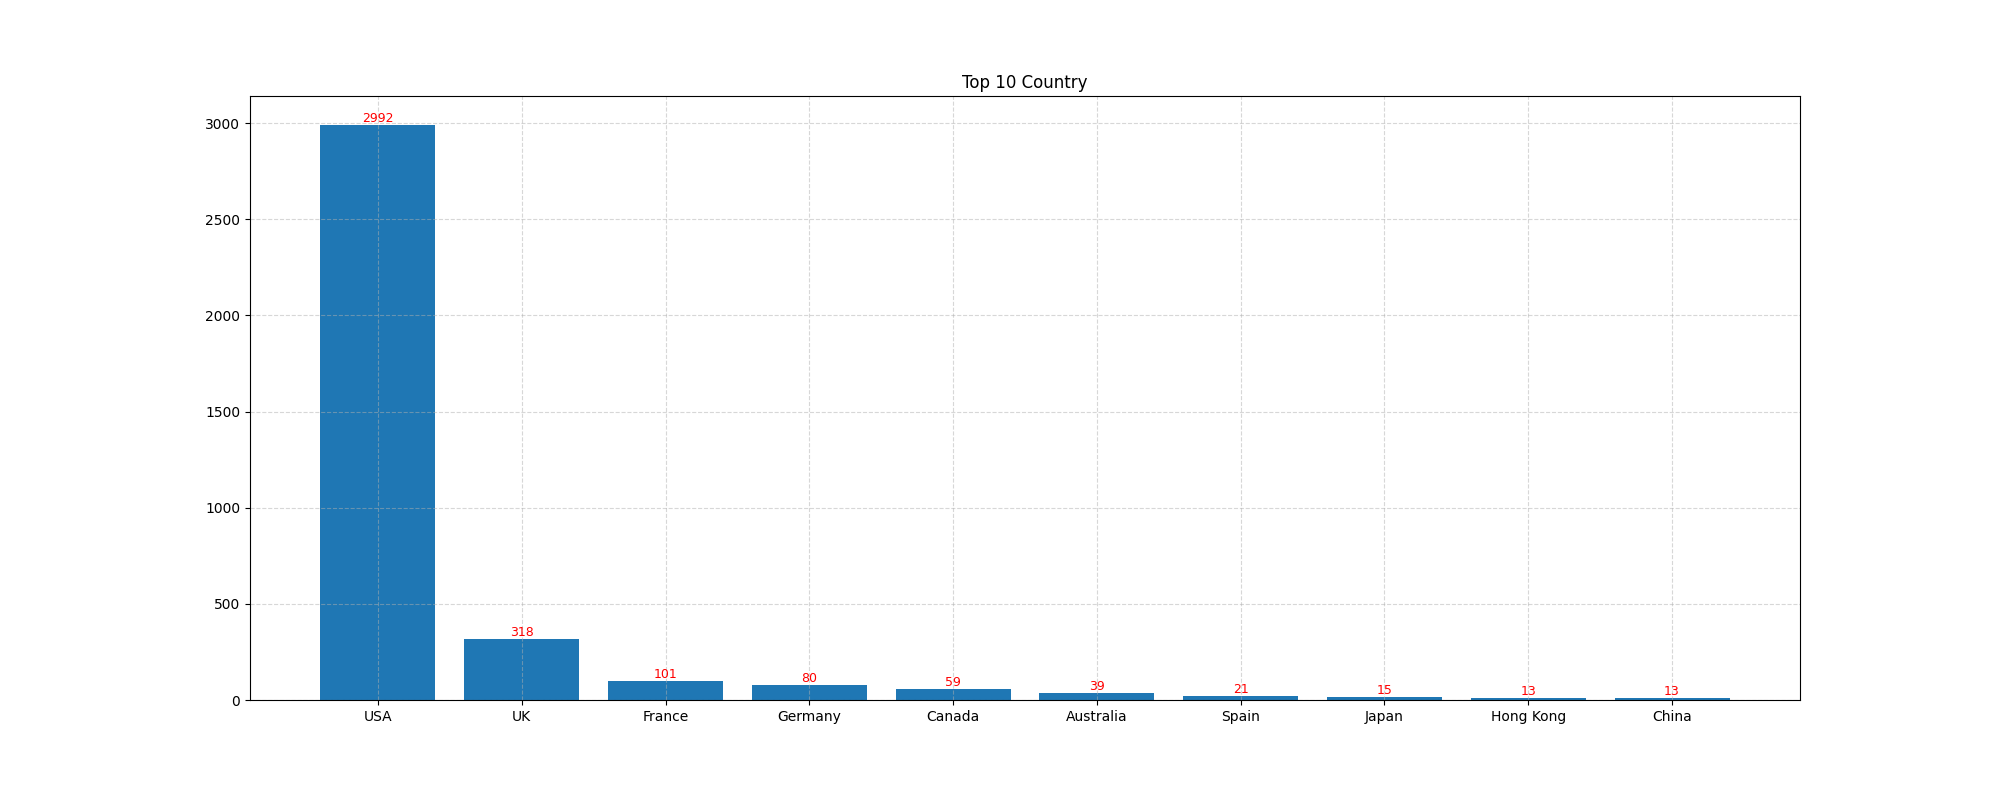 Top 10 Country
3000
2500
2000
1500
1000
500
0
2992
318
101
80
59
39
21
15
13
13
USA
UK
France
Germany
Canada
Australia
Spain
Japan
Hong Kong
China